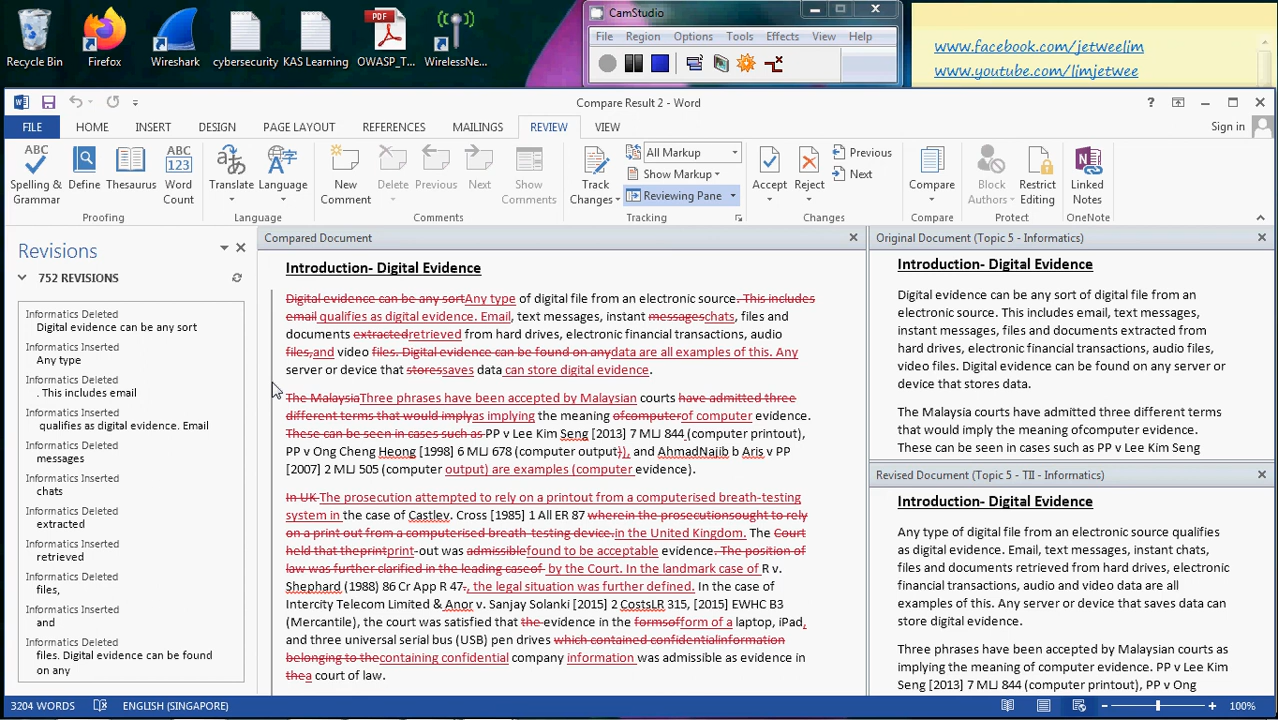 Recycle Bin
Firefox
Wireshark
cybersecurity
KAS Learning
PDF
OWASP_T...
WirelessNe...
CamStudio
File Region Options Tools Effects View Help
www.facebook.com/jetweelim
www.youtube.com/limjetwee
Compare Result 2 - Word
FILE HOME INSERT DESIGN PAGE LAYOUT REFERENCES MAILINGS REVIEW VIEW Sign in
Spelling & Grammar
Define
Thesaurus
ABC 123 Word Count
Translate
Language
New Comment
Delete
Previous
Next
Show Comments
Track Changes
All Markup
Show Markup
Reviewing Pane
Accept
Reject
Previous
Next
Compare
Block Authors
Restrict Editing
Linked Notes
Proofing Language Comments Tracking Changes Compare Protect OneNote
Revisions
752 REVISIONS
Informatics Deleted
Digital evidence can be any sort
Informatics Inserted
Any type
Informatics Deleted
. This includes email
Informatics Inserted
qualifies as digital evidence. Email
Informatics Deleted
messages
Informatics Inserted
chats
Informatics Deleted
extracted
Informatics Inserted
retrieved
Informatics Deleted
files,
Informatics Inserted
and
Informatics Deleted
files. Digital evidence can be found
on any
Compared Document
Introduction- Digital Evidence
Digital evidence can be any sortAny type of digital file from an electronic source. This includes
email qualifies as digital evidence. Email, text messages, instant messageschats, files and
documents extractedretrieved from hard drives, electronic financial transactions, audio
files,and video files. Digital evidence can be found on anydata are all examples of this. Any
server or device that storessaves data can store digital evidence.
The MalaysiaThree phrases have been accepted by Malaysian courts have admitted three
different terms that would implyas implying the meaning ofcomputerof computer evidence.
These can be seen in cases such as PP v Lee Kim Seng [2013] 7 MLJ 844 (computer printout),
PP v Ong Cheng Heong [1998] 6 MLJ 678 (computer output)), and AhmadNajib b Aris v PP
[2007] 2 MLJ 505 (computer output) are examples (computer evidence).
In UK The prosecution attempted to rely on a printout from a computerised breath-testing
system in the case of Castlev. Cross [1985] 1 All ER 87 wherein the prosecutionsought to rely
on a print out from a computerised breath-testing device.in the United Kingdom. The Court
held that theprintprint-out was admissiblefound to be acceptable evidence. The position of
law was further clarified in the leading case of by the Court. In the landmark case of R v.
Shephard (1988) 86 Cr App R 47., the legal situation was further defined. In the case of
Intercity Telecom Limited & Anor v. Sanjay Solanki [2015] 2 CostsLR 315, [2015] EWHC B3
(Mercantile), the court was satisfied that the evidence in the formsofform of a laptop, iPad,
and three universal serial bus (USB) pen drives which contained confidentialinformation
belonging to thecontaining confidential company information was admissible as evidence in
thea court of law.
Original Document (Topic 5 - Informatics)
Introduction- Digital Evidence
Digital evidence can be any sort of digital file from an
electronic source. This includes email, text messages,
instant messages, files and documents extracted from
hard drives, electronic financial transactions, audio files,
video files. Digital evidence can be found on any server
or device that stores data.
The Malaysia courts have admitted three different terms
that would imply the meaning ofcomputer evidence.
These can be seen in cases such as PP v Lee Kim Seng
Revised Document (Topic 5 - TII - Informatics)
Introduction- Digital Evidence
Any type of digital file from an electronic source qualifies
as digital evidence. Email, text messages, instant chats,
files and documents retrieved from hard drives, electronic
financial transactions, audio and video data are all
examples of this. Any server or device that saves data can
store digital evidence.
Three phrases have been accepted by Malaysian courts as
implying the meaning of computer evidence. PP v Lee Kim
Seng [2013] 7 MLJ 844 (computer printout), PP v Ong
3204 WORDS ENGLISH (SINGAPORE) 100%